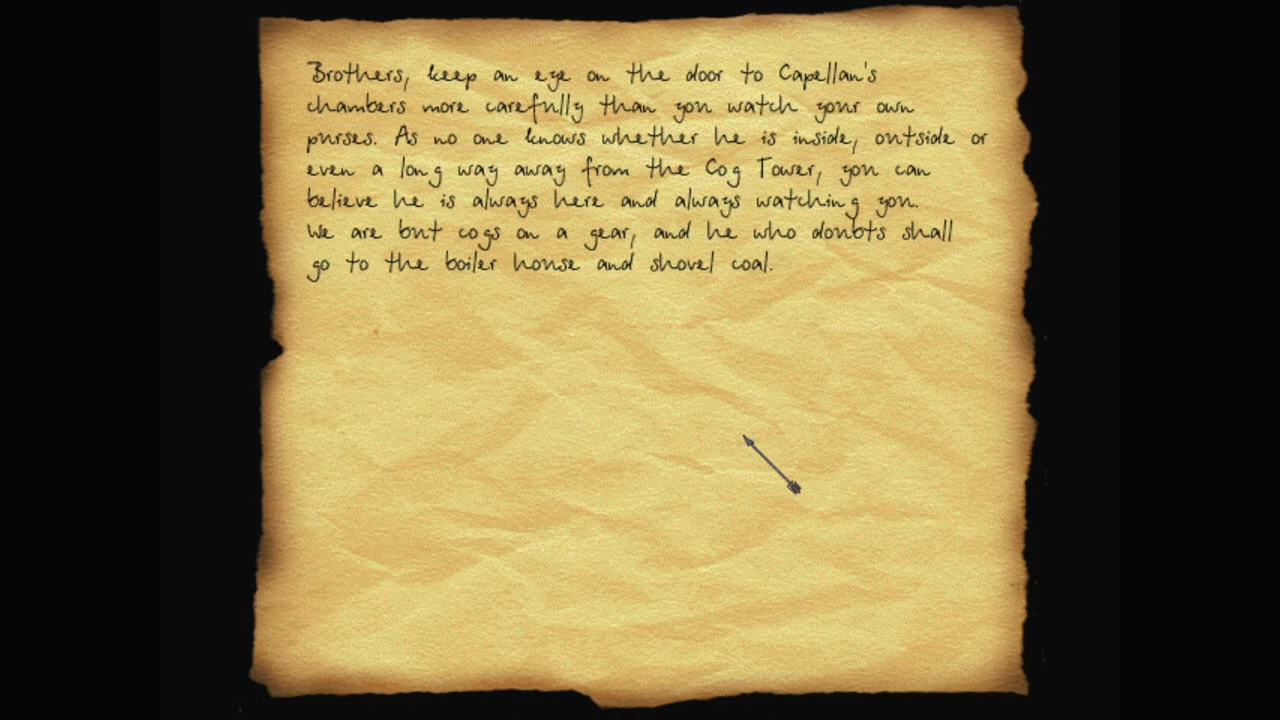 Brothers, keep an eye on the door to Capellan's
chambers more carefully than you watch your own
purses. As no one knows whether he is inside, outside or
even a long way away from the Cog Tower, you can
believe he is always here and always watching you.
We are but cogs on a gear, and he who doubts shall
go to the boiler house and shovel coal.